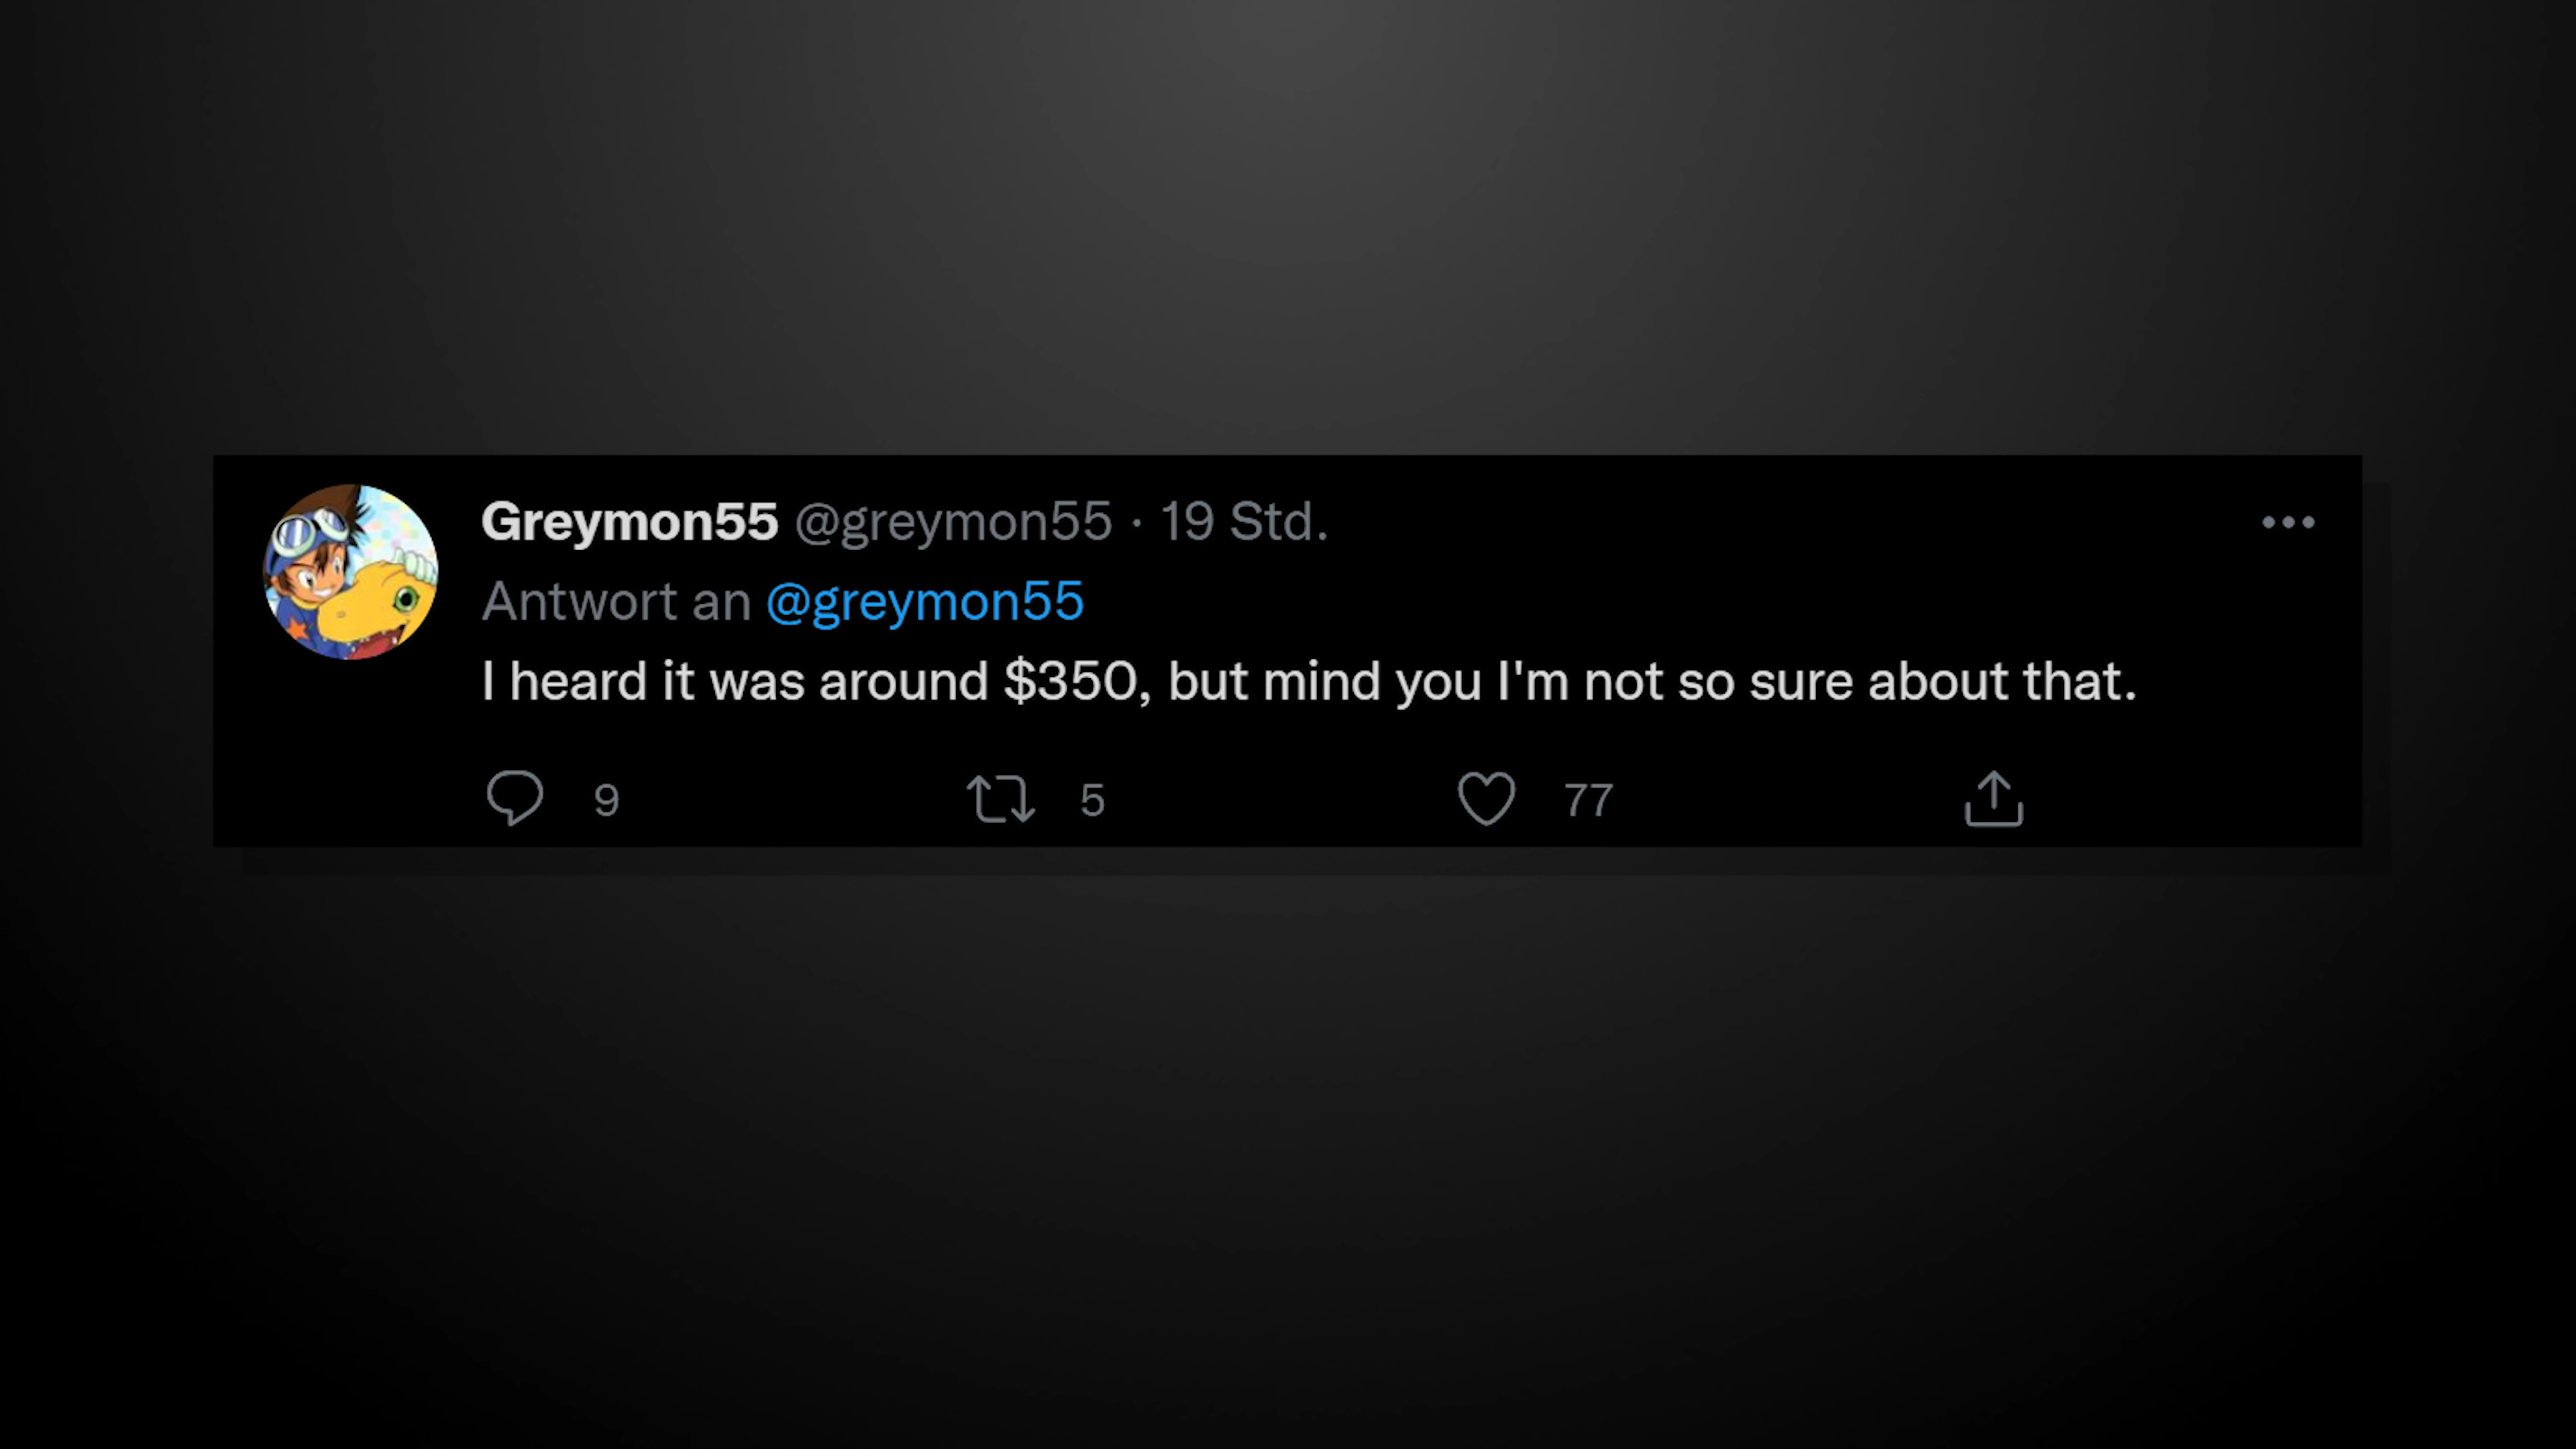 Greymon55 @greymon55 · 19 Std.
Antwort an @greymon55
I heard it was around $350, but mind you I'm not so sure about that.
9 5 77